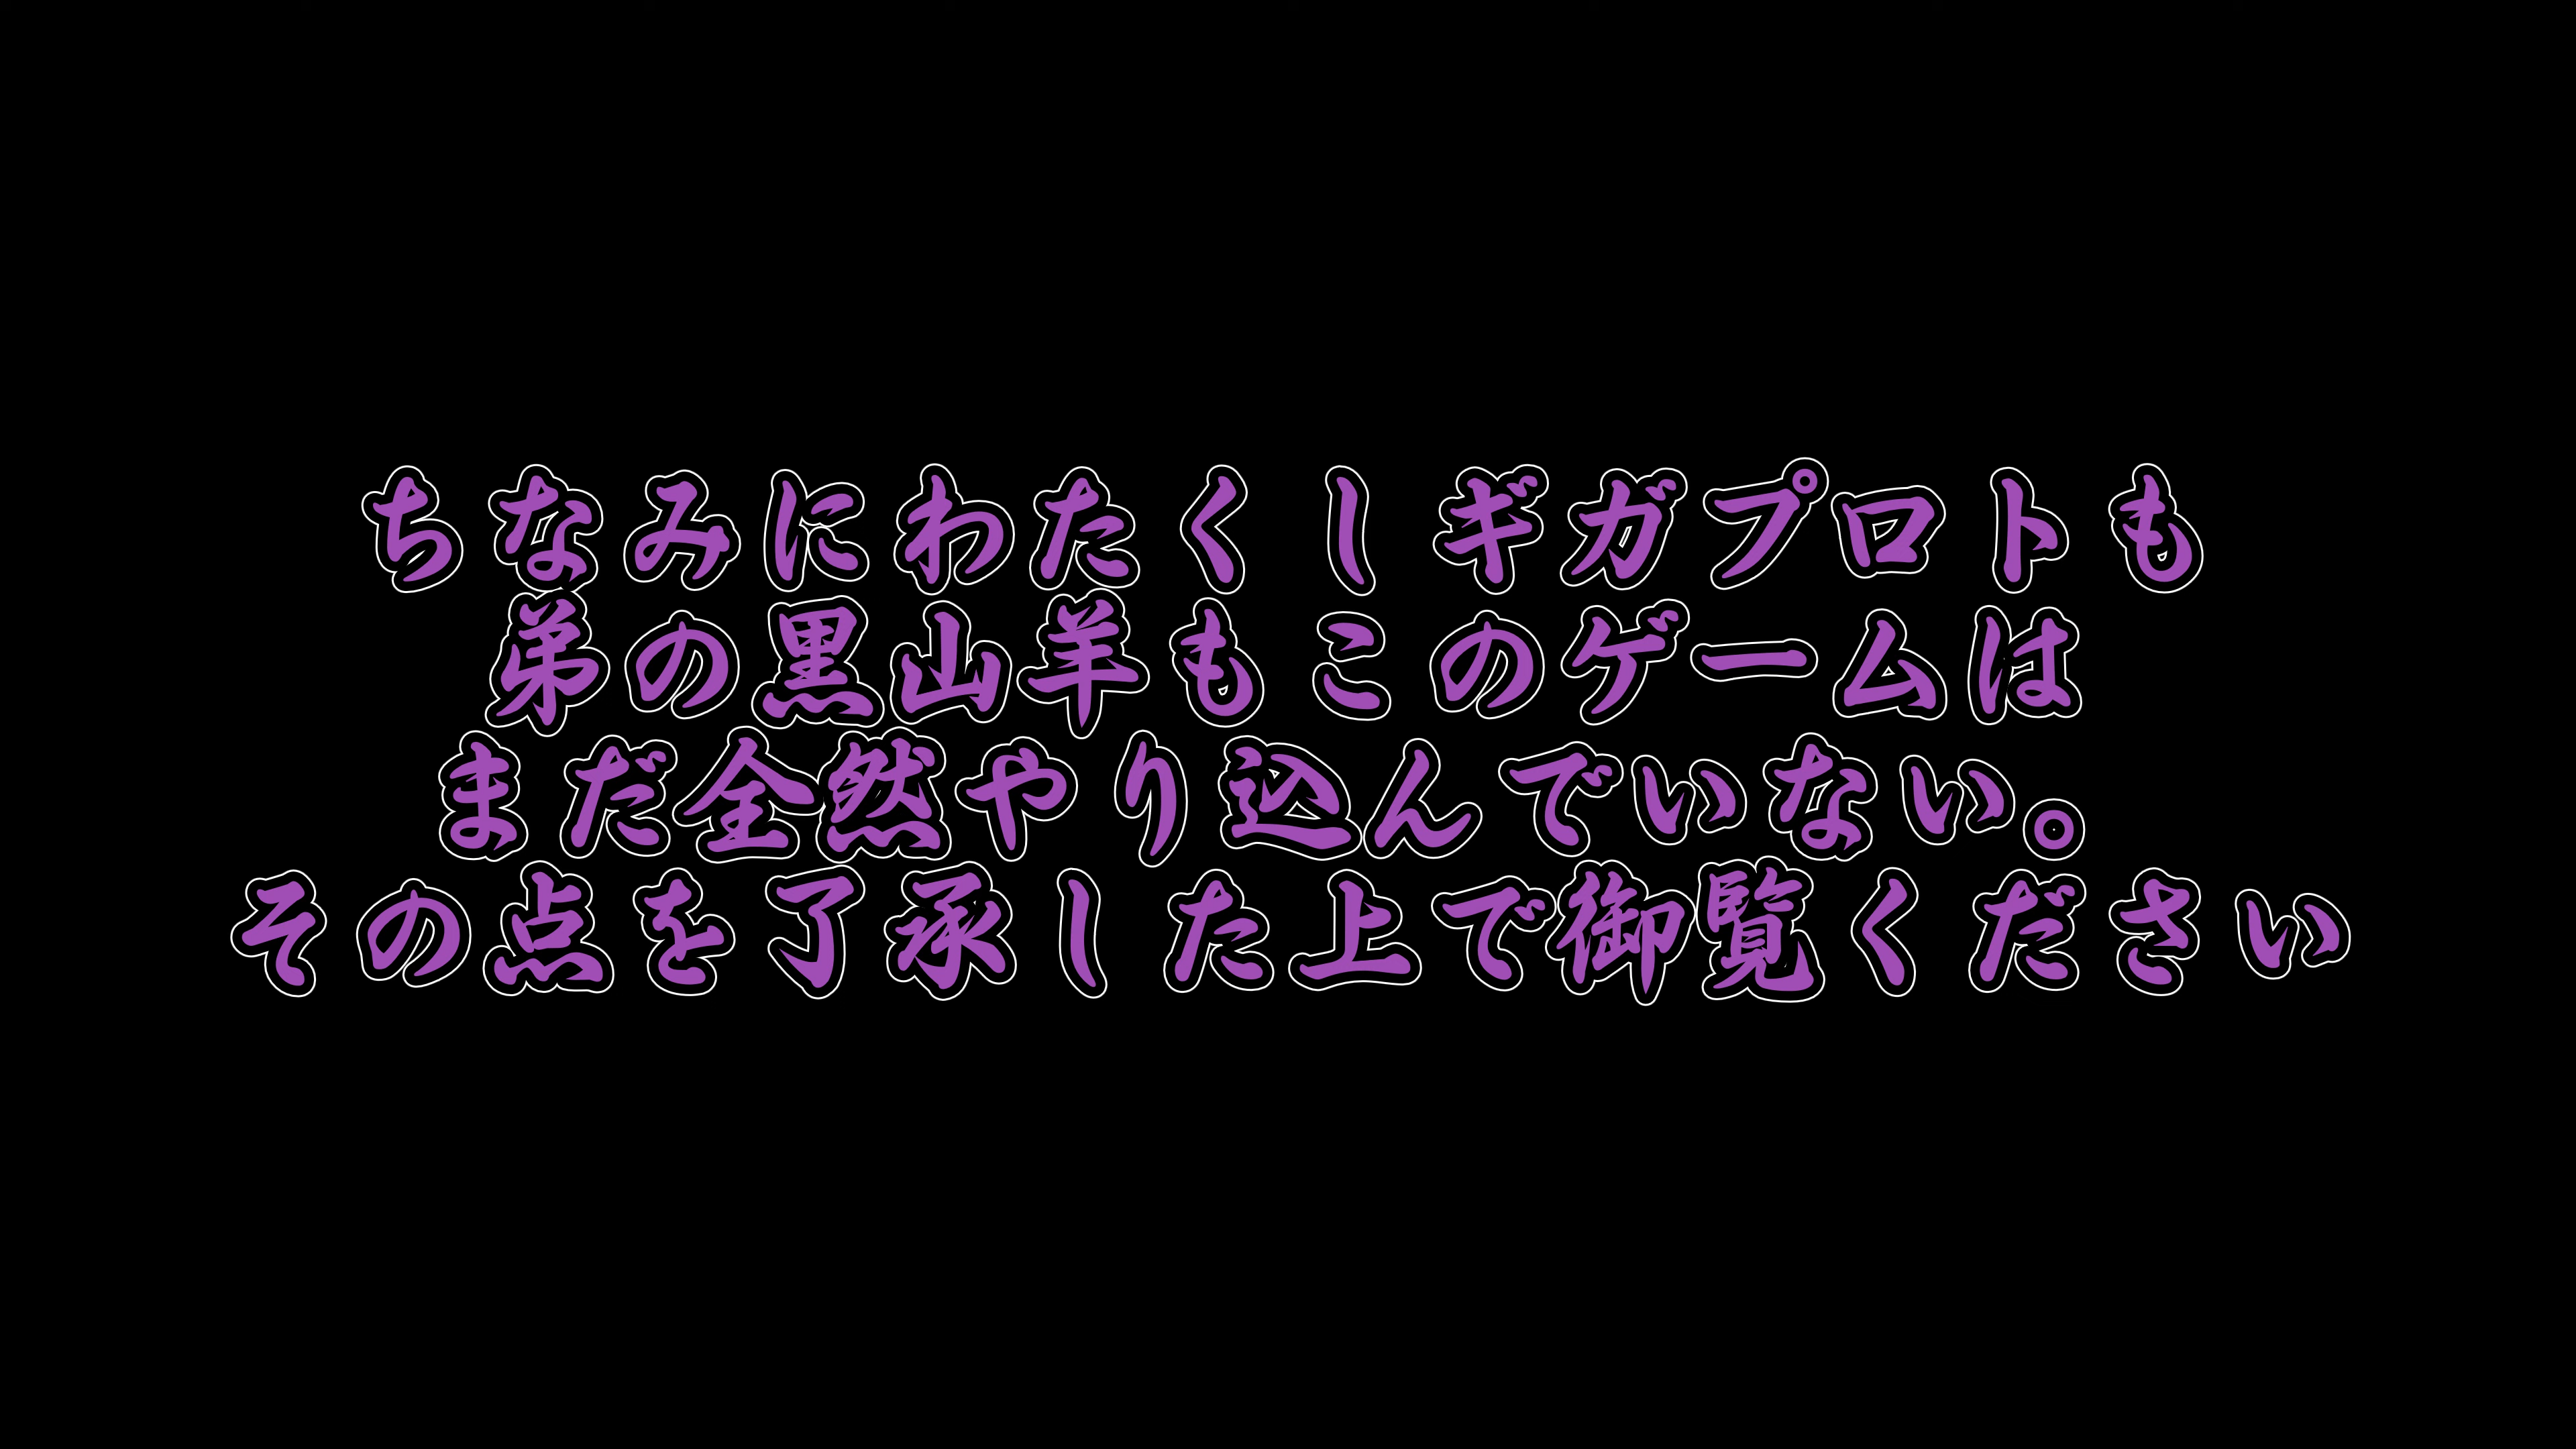 ちなみにわたくしギガプロトも
弟の黒山羊もこのゲームは
まだ全然やり込んでいない。
その点を了承した上で御覧ください